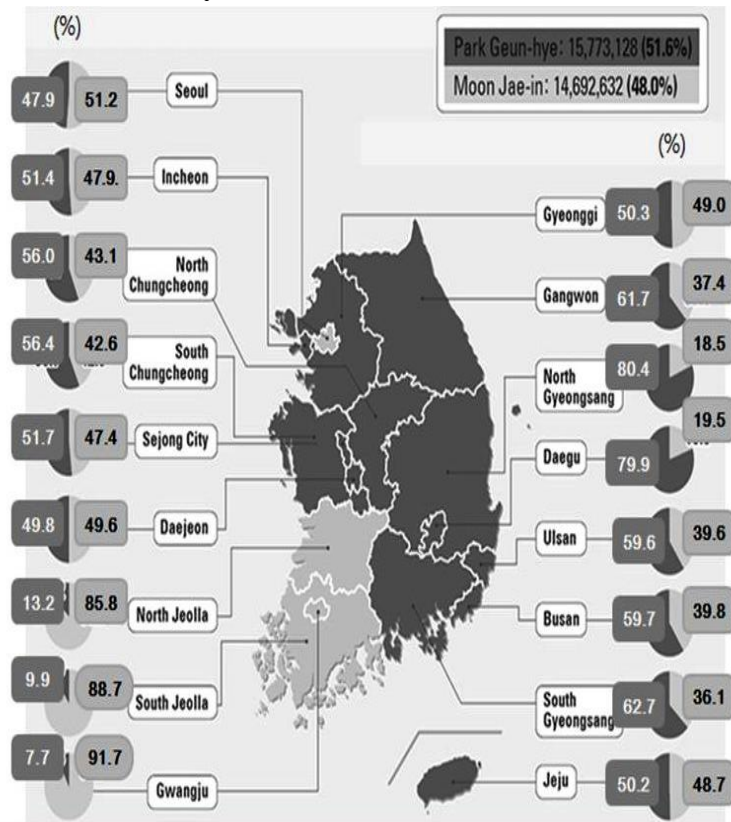 (%)
Park Geun-hye: 15,773,128 (51.6%)
Moon Jae-in: 14,692,632 (48.0%)
47.9 51.2 Seoul
(%)
51.4 47.9. Incheon
Gyeonggi 50.3 49.0
56.0 43.1 North
Chungcheong
Gangwon 61.7 37.4
56.4 42.6 South
Chungcheong
North
Gyeongsang 80.4 18.5
51.7 47.4 Sejong City
Daegu 79.9 19.5
49.8 49.6 Daejeon
Ulsan 59.6 39.6
13.2 85.8 North Jeolla
Busan 59.7 39.8
9.9 88.7 South Jeolla
South
Gyeongsang 62.7 36.1
7.7 91.7 Gwangju
Jeju 50.2 48.7